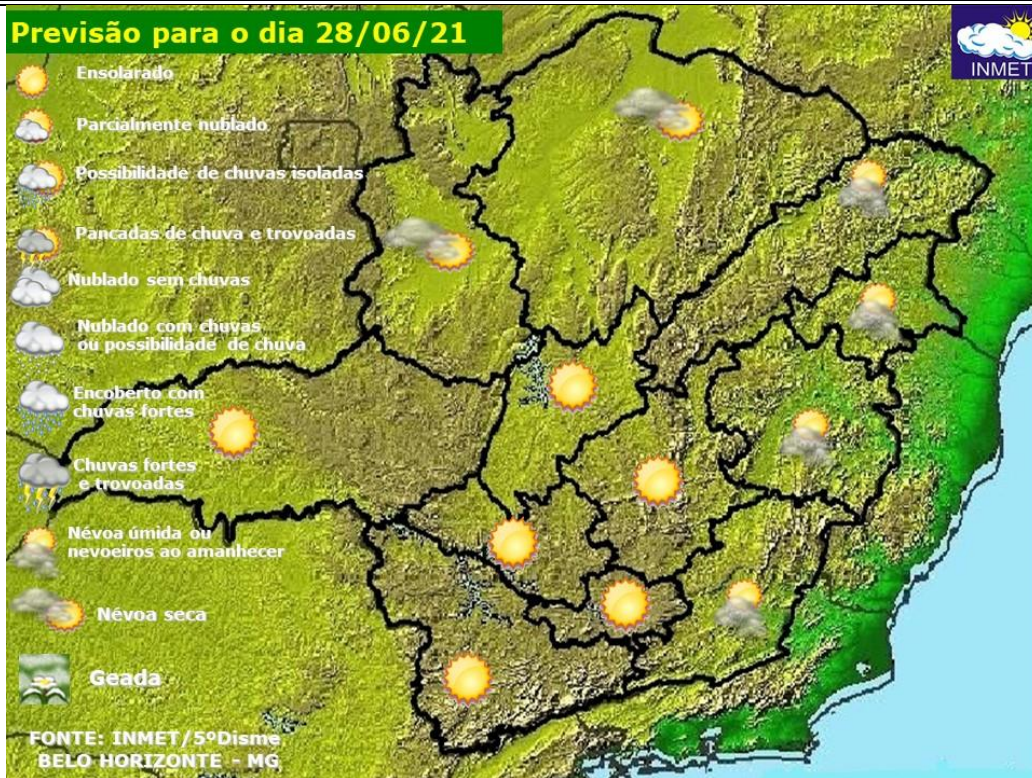 Previsão para o dia 28/06/21
INMET
Ensolarado
Parcialmente nublado
Possibilidade de chuvas isoladas
Pancadas de chuva e trovoadas
Nublado sem chuvas
Nublado com chuvas
ou possibilidade de chuva
Encoberto com
chuvas fortes
Chuvas fortes
e trovoadas
Névoa úmida ou
nevoeiros ao amanhecer
Névoa seca
Geada
FONTE: INMET/5ºDisme
BELO HORIZONTE - MG